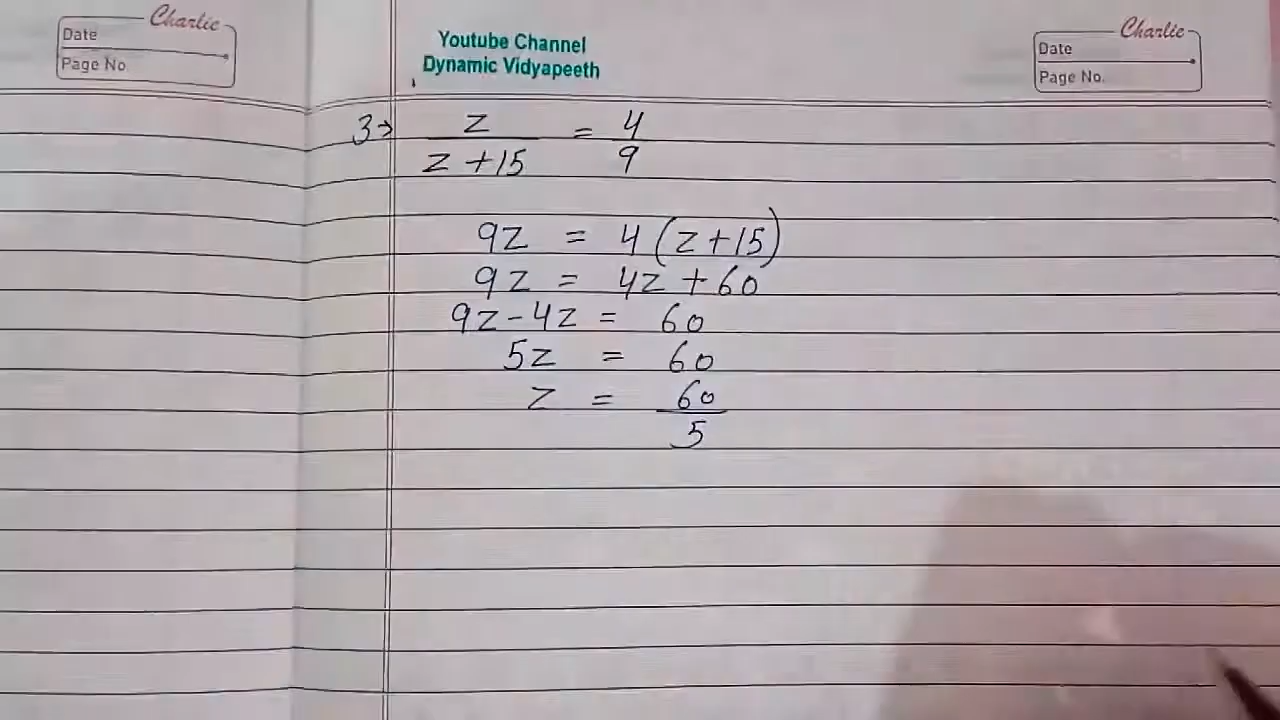 Charlie
Date
Page No.
Youtube Channel
Dynamic Vidyapeeth
Charlie
Date
Page No.
3→ z / z + 15 = 4 / 9
9z = 4 (z + 15)
9z = 4z + 60
9z - 4z = 60
5z = 60
z = 60 / 5